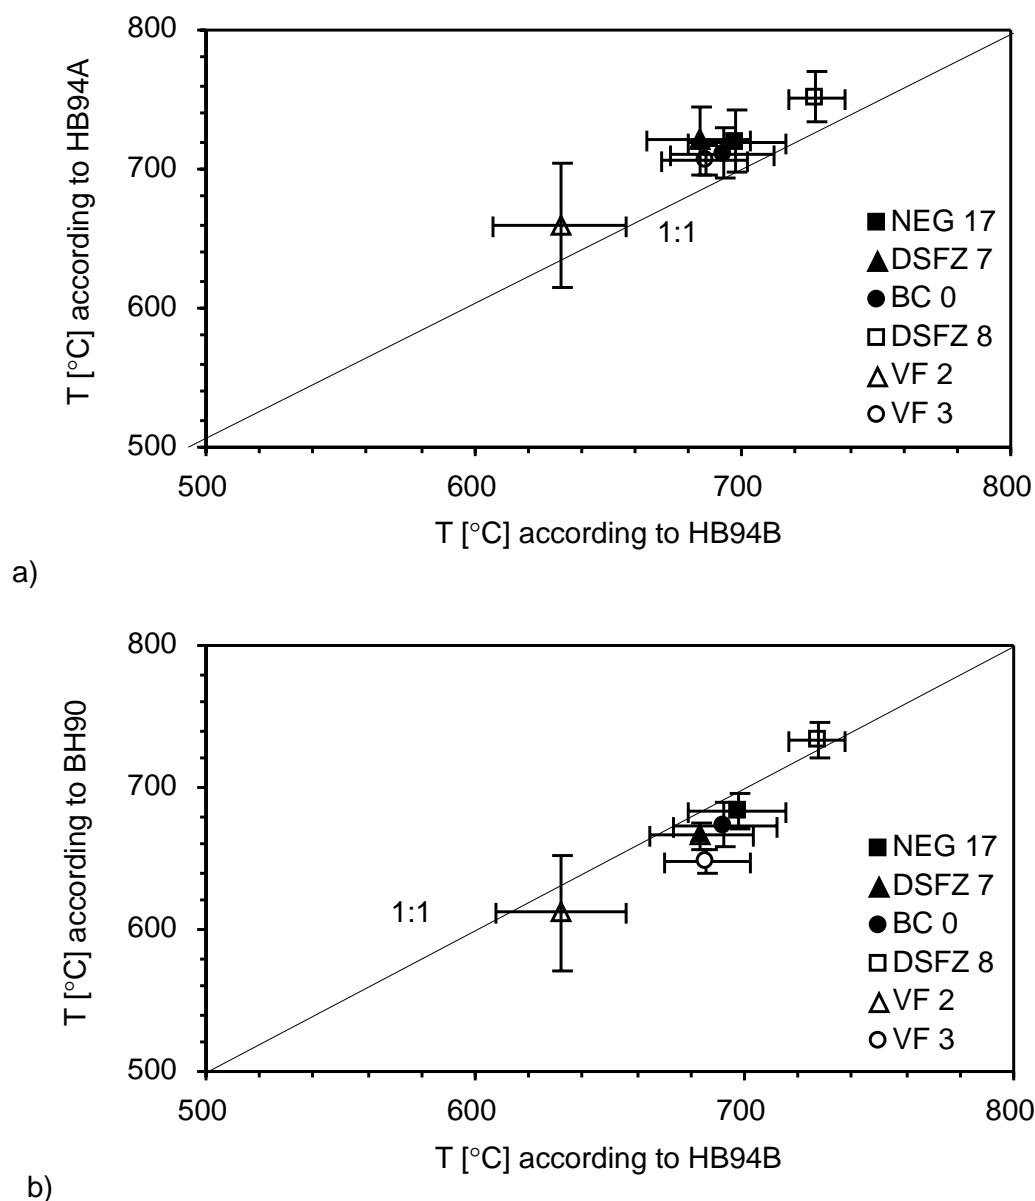 T [°C] according to HB94A
800
700
600
500
1:1
NEG 17
DSFZ 7
BC 0
DSFZ 8
VF 2
VF 3
500 600 700 800
T [°C] according to HB94B
a)
T [°C] according to BH90
800
700
600
500
1:1
NEG 17
DSFZ 7
BC 0
DSFZ 8
VF 2
VF 3
500 600 700 800
T [°C] according to HB94B
b)